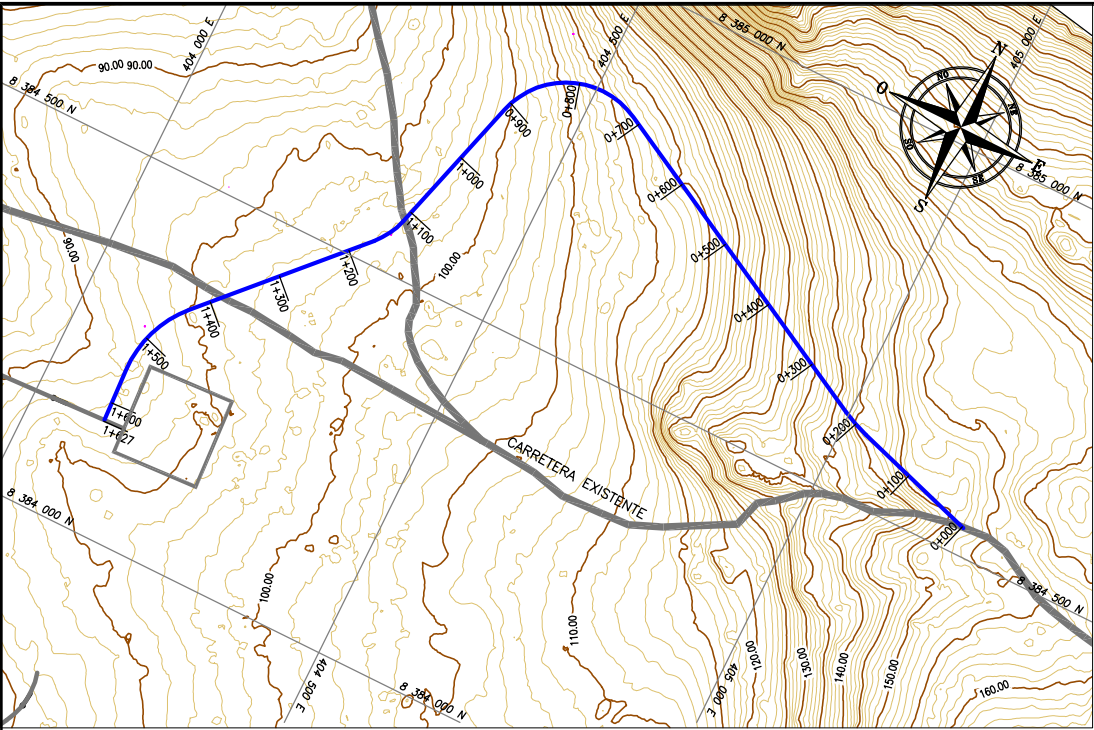 404 000 E
404 500 E
8 385 000 N
405 000 E
90.00 90.00
8 384 500 N
N
NO
O
NE
SO
E
SE
S
8 385 000 N
0+900
0+800
0+700
1+000
0+600
1+100
90.00
100.00
1+200
0+500
1+300
0+400
1+400
1+500
0+300
1+600
1+627
0+200
CARRETERA EXISTENTE
0+100
8 384 000 N
0+000
100.00
8 384 500 N
110.00
120.00
130.00
140.00
150.00
160.00
404 500 E
405 000 E
8 384 000 N